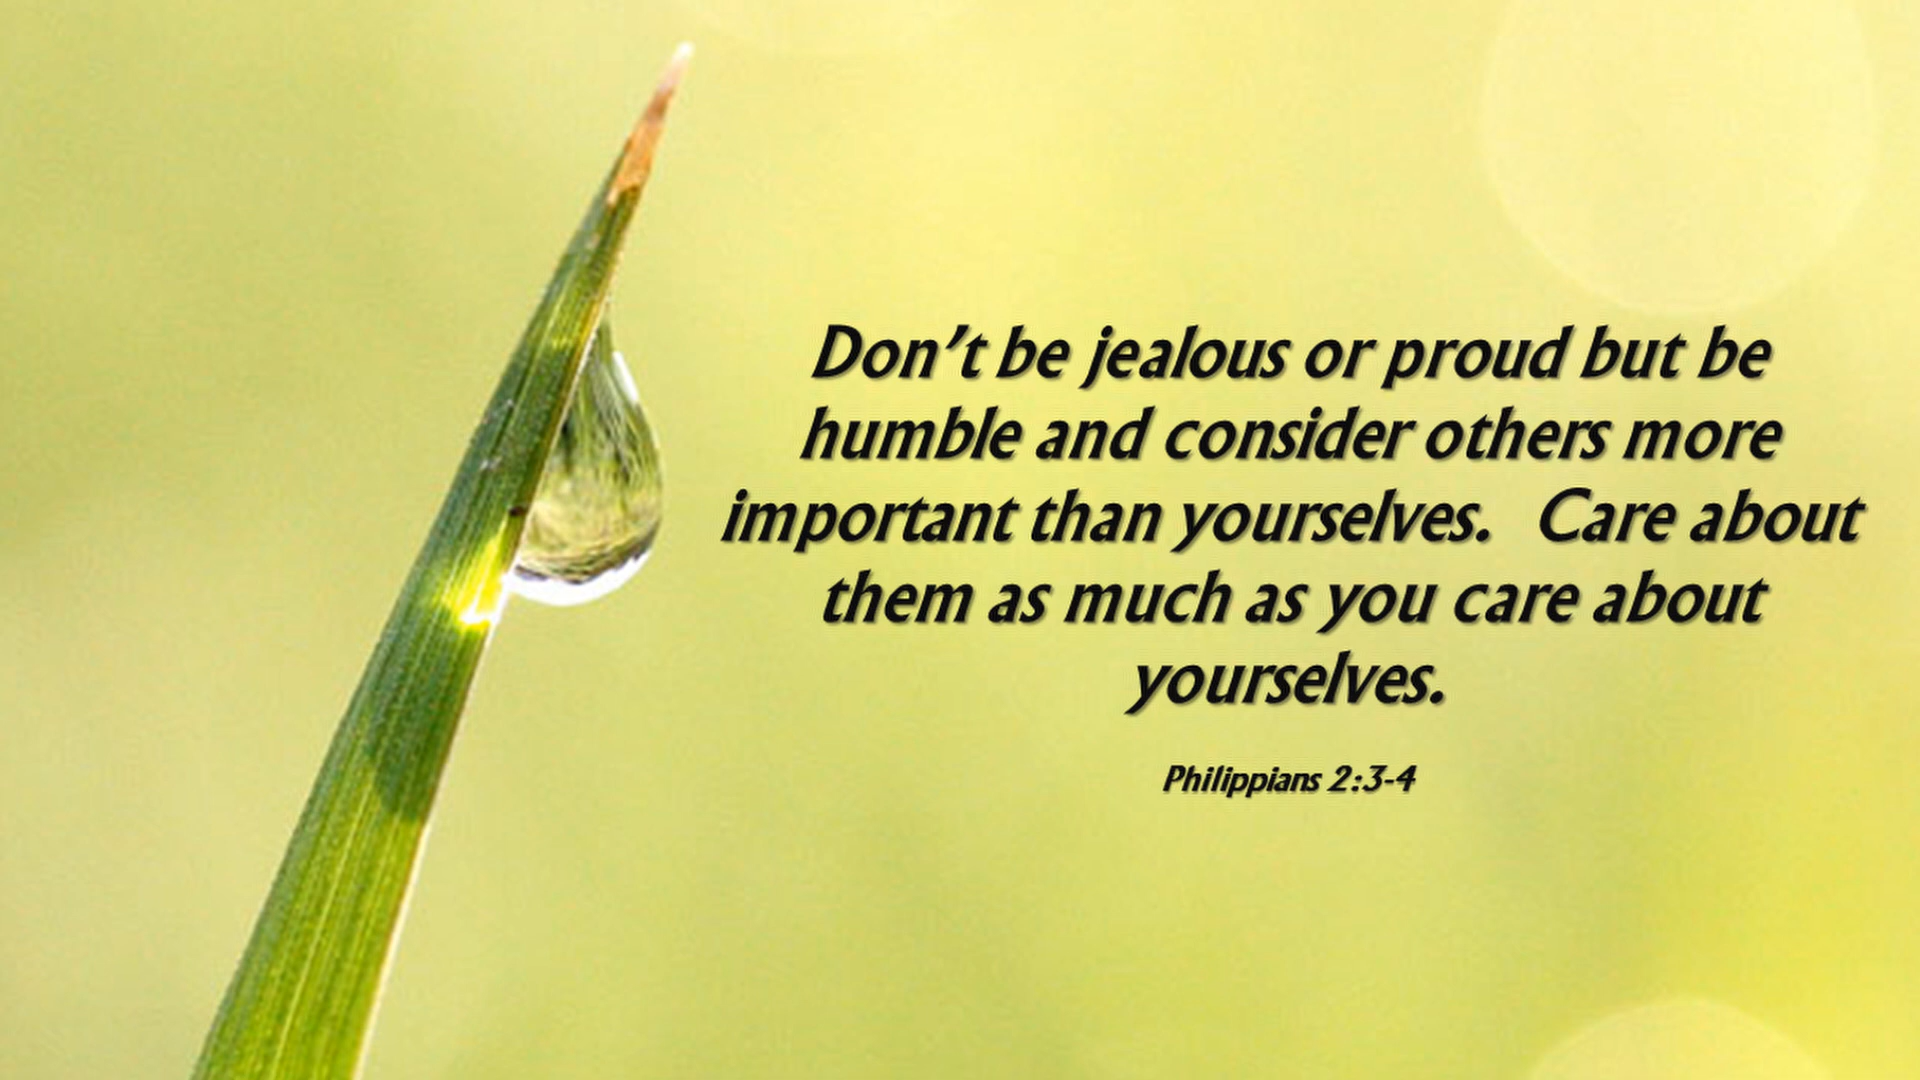 Don’t be jealous or proud but be
humble and consider others more
important than yourselves.  Care about
them as much as you care about
yourselves.
Philippians 2:3-4